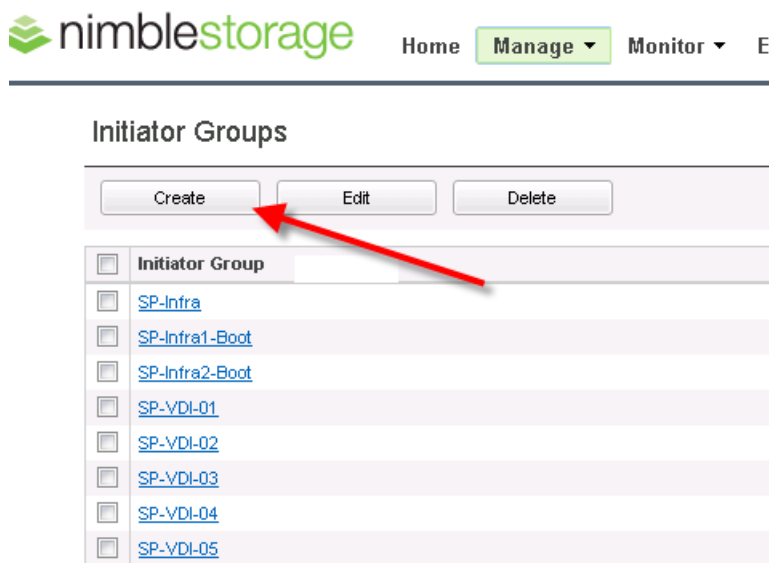 nimblestorage
Home Manage Monitor E
Initiator Groups
Create Edit Delete
Initiator Group
SP-Infra
SP-Infra1-Boot
SP-Infra2-Boot
SP-VDI-01
SP-VDI-02
SP-VDI-03
SP-VDI-04
SP-VDI-05